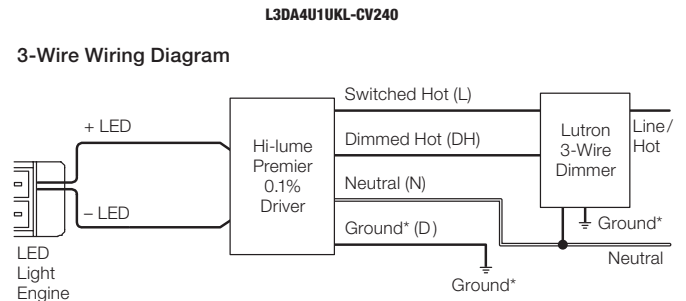 L3DA4U1UKL-CV240
3-Wire Wiring Diagram
Switched Hot (L)
+ LED
Hi-lume
Premier
0.1%
Driver
Dimmed Hot (DH)
Lutron
3-Wire
Dimmer
Line/
Hot
Neutral (N)
– LED
Ground* (D)
Ground*
Neutral
LED
Light
Engine
Ground*